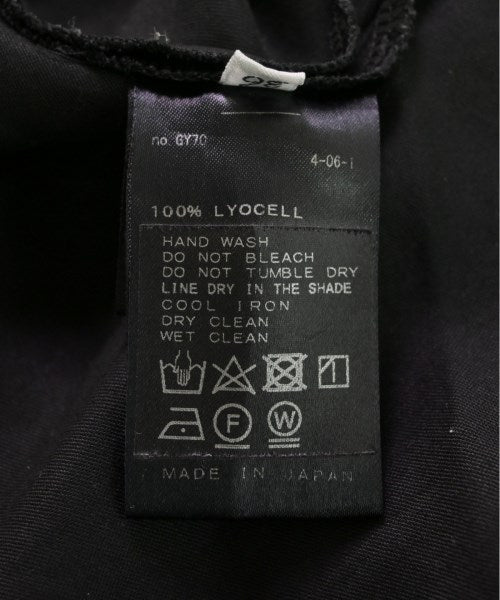 no. GY70
4-06-1
100% LYOCELL
HAND WASH
DO NOT BLEACH
DO NOT TUMBLE DRY
LINE DRY IN THE SHADE
COOL IRON
DRY CLEAN
WET CLEAN
F W
MADE IN JAPAN